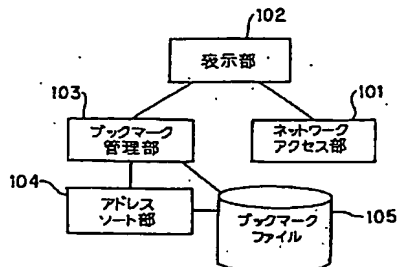 102
表示部
103
101
ブックマーク
管理部
ネットワーク
アクセス部
104
アドレス
ソート部
ブックマーク
ファイル
105